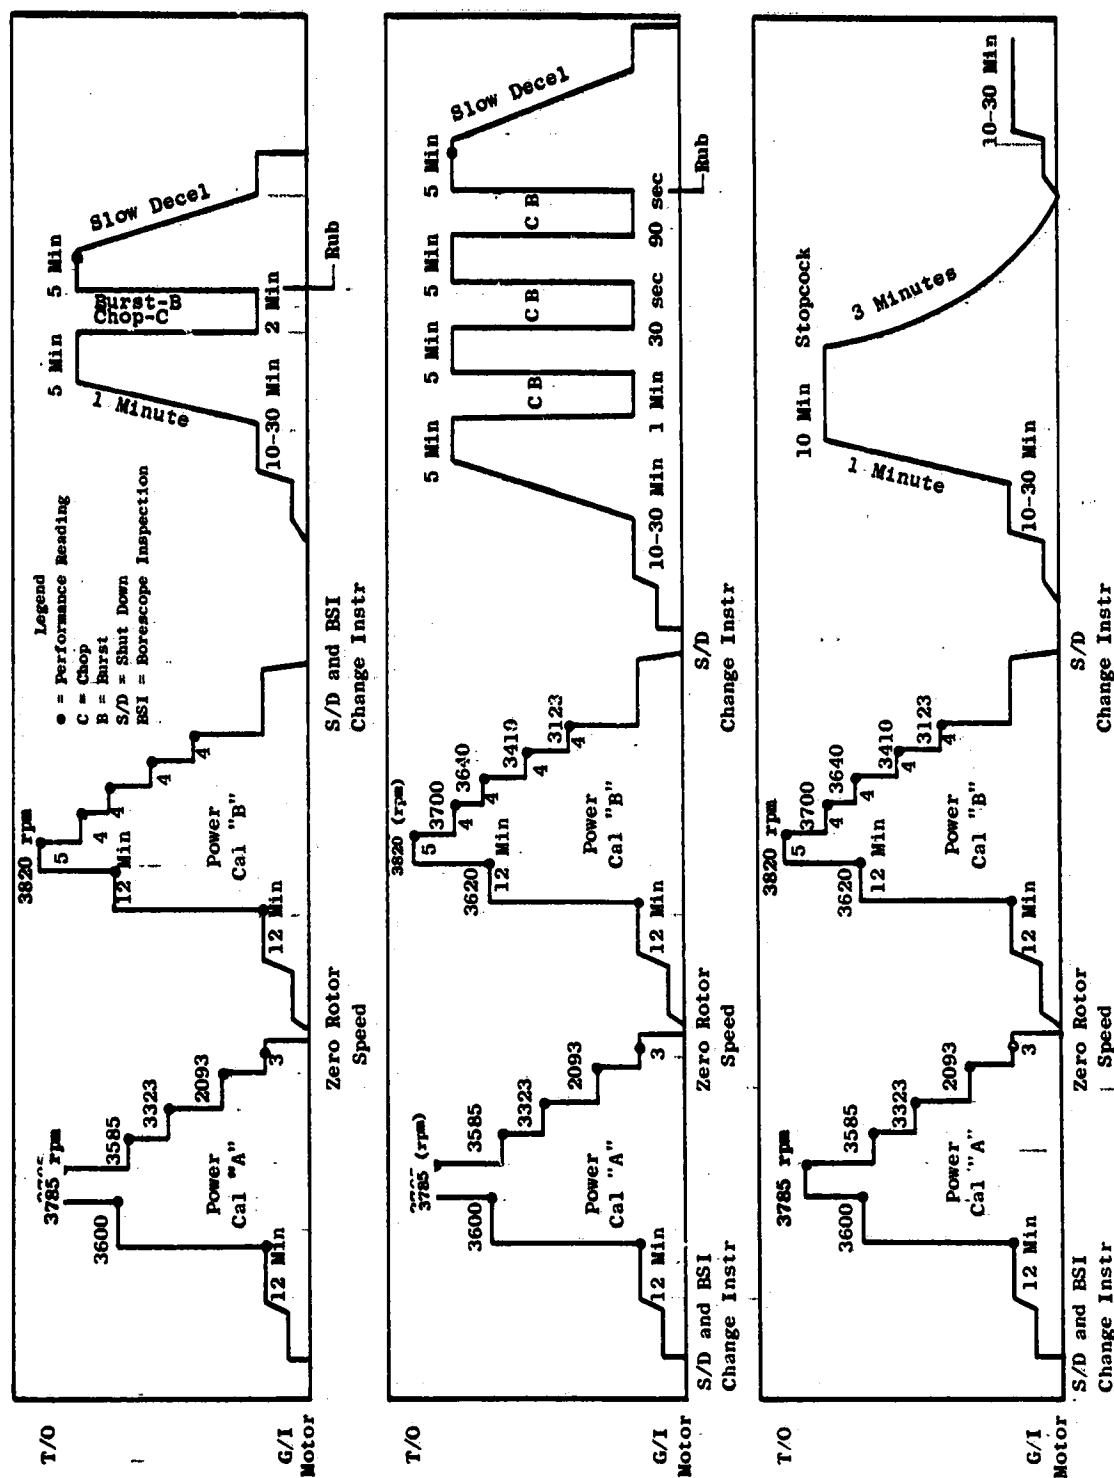 T/O
G/I
Motor
12 Min
3600
3785 rpm
3585
3323
2093
3
Power
Cal "A"
Zero Rotor
Speed
12 Min
12 Min
3820 rpm
5
4
4
4
4
Power
Cal "B"
S/D and BSI
Change Instr
Legend
● = Performance Reading
C = Chop
B = Burst
S/D = Shut Down
BSI = Borescope Inspection
10-30 Min
1 Minute
5 Min
Burst-B
Chop-C
2 Min
5 Min
Slow Decel
Rub
T/O
G/I
Motor
S/D and BSI
Change Instr
12 Min
3600
3785 (rpm)
3585
3323
2093
3
Power
Cal "A"
Zero Rotor
Speed
12 Min
3620
12 Min
3820 (rpm)
5
3700
4
3640
4
3419
4
3123
4
Power
Cal "B"
S/D
Change Instr
10-30 Min
5 Min
C B
1 Min
5 Min
C B
30 sec
5 Min
C B
90 sec
5 Min
Slow Decel
Rub
T/O
G/I
Motor
S/D and BSI
Change Instr
12 Min
3600
3785 rpm
3585
3323
2093
3
Power
Cal "A"
Zero Rotor
Speed
12 Min
3620
12 Min
3820 rpm
5
3700
4
3640
4
3410
4
3123
4
Power
Cal "B"
S/D
Change Instr
10-30 Min
1 Minute
10 Min
Stopcock
3 Minutes
10-30 Min